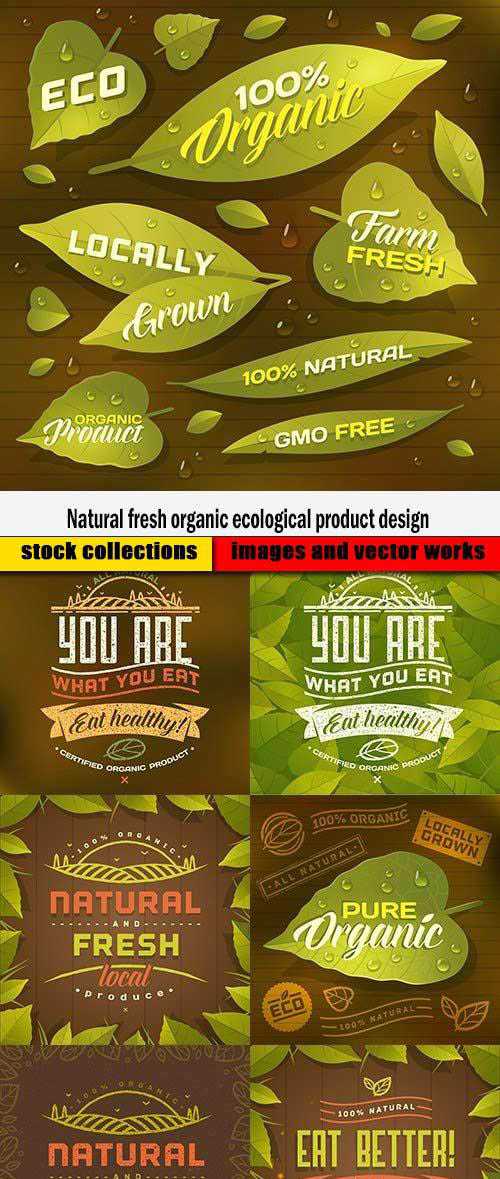 ECO
100%
Organic
LOCALLY
Grown
Farm
FRESH
100% NATURAL
ORGANIC
Product
GMO FREE
Natural fresh organic ecological product design
stock collections images and vector works
ALL NATURAL
YOU ARE
WHAT YOU EAT
Eat healthy!
• CERTIFIED ORGANIC PRODUCT •
ALL NATURAL
YOU ARE
WHAT YOU EAT
Eat healthy!
• CERTIFIED ORGANIC PRODUCT •
100% ORGANIC
NATURAL
AND
FRESH
local
• produce •
100% ORGANIC
LOCALLY
GROWN
• ALL NATURAL •
PURE
Organic
ECO
100% NATURAL
100% ORGANIC
NATURAL
AND
100% NATURAL
EAT BETTER!